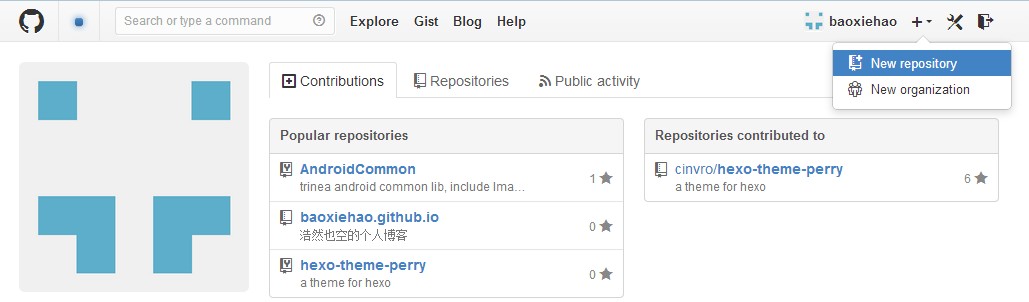 Search or type a command
Explore Gist Blog Help
baoxiehao
New repository
New organization
Contributions Repositories Public activity
Popular repositories
AndroidCommon
trinea android common lib, include Ima…
1
baoxiehao.github.io
浩然也空的个人博客
0
hexo-theme-perry
a theme for hexo
0
Repositories contributed to
cinvro/hexo-theme-perry
a theme for hexo
6